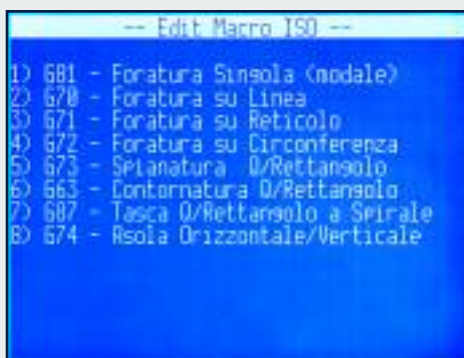 -- Edit Macro ISO --
1) G81 - Foratura Singola (modale)
2) G70 - Foratura su Linea
3) G71 - Foratura su Reticolo
4) G72 - Foratura su Circonferenza
5) G73 - Spianatura O/Rettangolo
6) G63 - Contornatura O/Rettangolo
7) G87 - Tasca O/Rettangolo a Spirale
8) G74 - Asola Orizzontale/Verticale